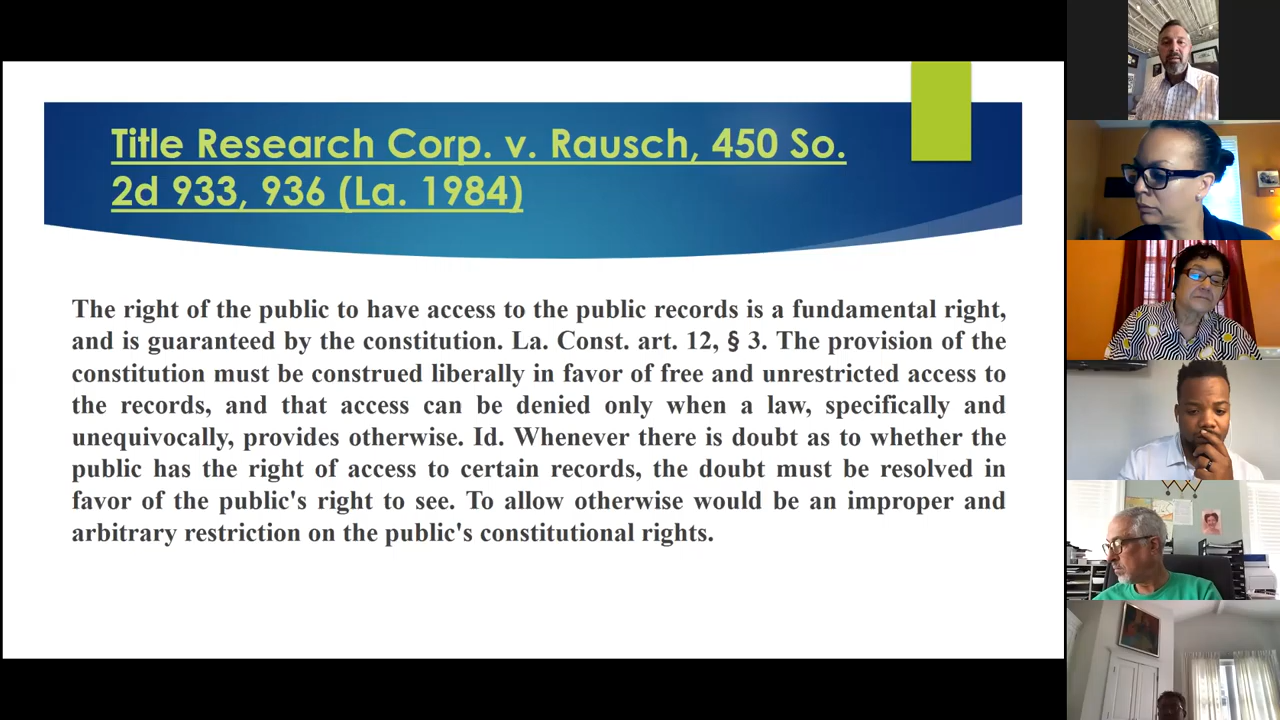 Title Research Corp. v. Rausch, 450 So.
2d 933, 936 (La. 1984)
The right of the public to have access to the public records is a fundamental right,
and is guaranteed by the constitution. La. Const. art. 12, § 3. The provision of the
constitution must be construed liberally in favor of free and unrestricted access to
the records, and that access can be denied only when a law, specifically and
unequivocally, provides otherwise. Id. Whenever there is doubt as to whether the
public has the right of access to certain records, the doubt must be resolved in
favor of the public's right to see. To allow otherwise would be an improper and
arbitrary restriction on the public's constitutional rights.